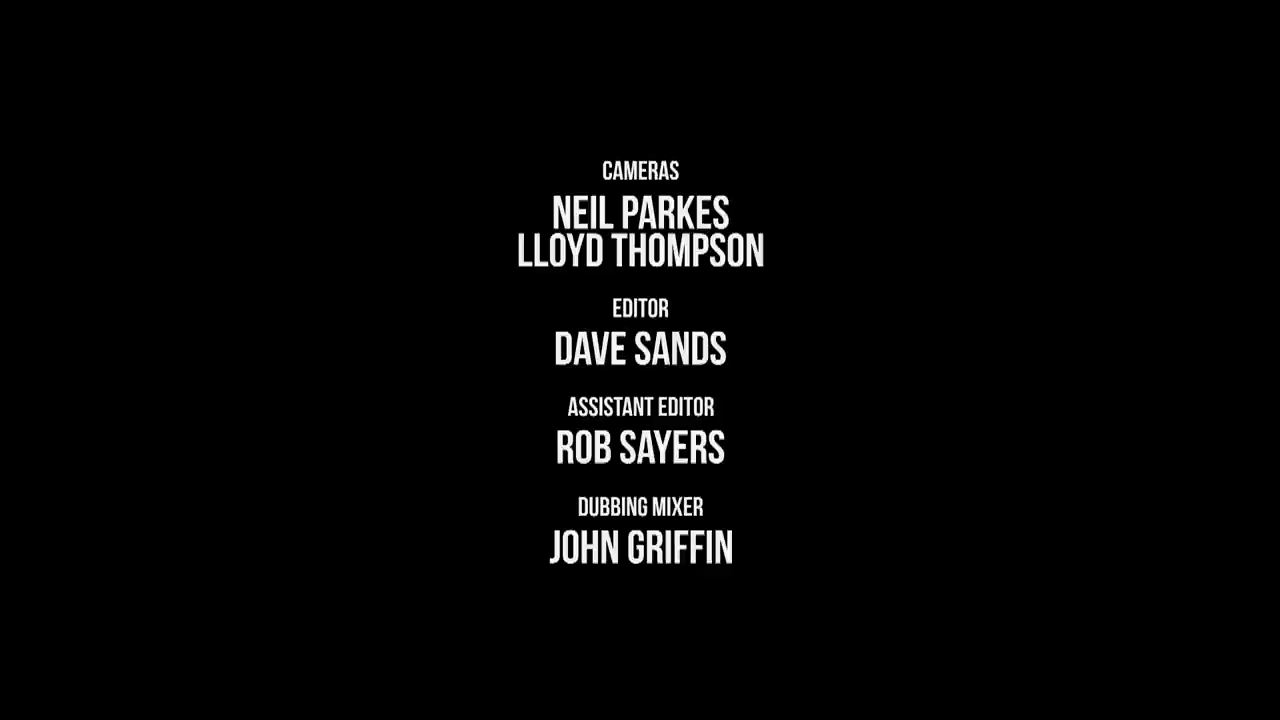 CAMERAS
NEIL PARKES
LLOYD THOMPSON
EDITOR
DAVE SANDS
ASSISTANT EDITOR
ROB SAYERS
DUBBING MIXER
JOHN GRIFFIN